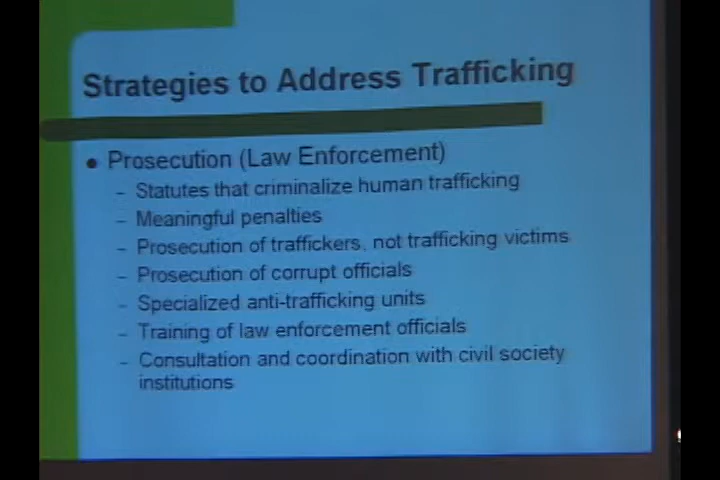 Strategies to Address Trafficking
● Prosecution (Law Enforcement)
– Statutes that criminalize human trafficking
– Meaningful penalties
– Prosecution of traffickers, not trafficking victims
– Prosecution of corrupt officials
– Specialized anti-trafficking units
– Training of law enforcement officials
– Consultation and coordination with civil society
institutions